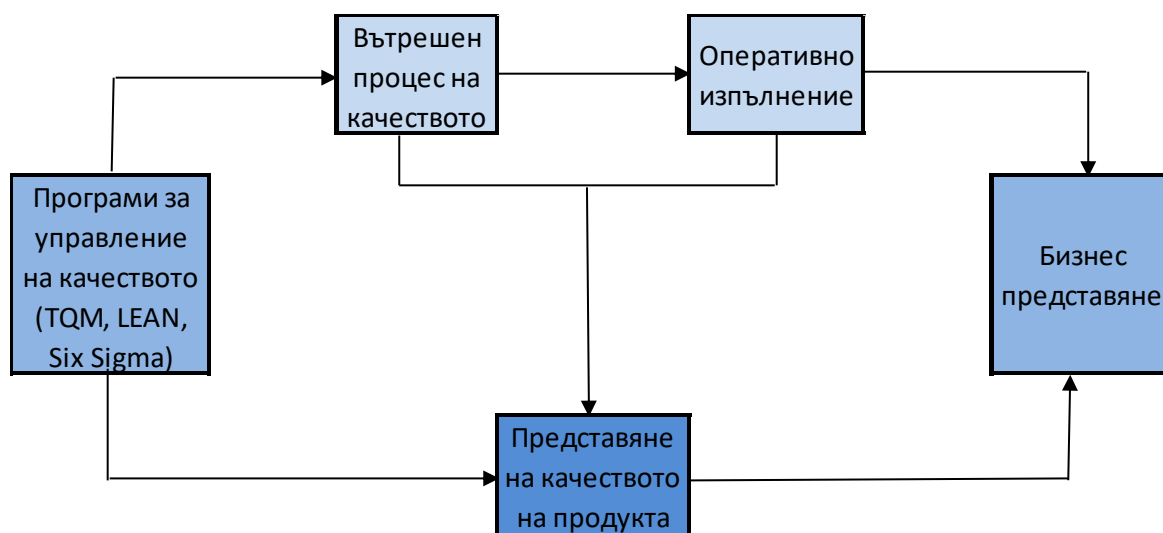 Вътрешен
процес на
качеството
Оперативно
изпълнение
Програми за
управление
на качеството
(TQM, LEAN,
Six Sigma)
Бизнес
представяне
Представяне
на качеството
на продукта